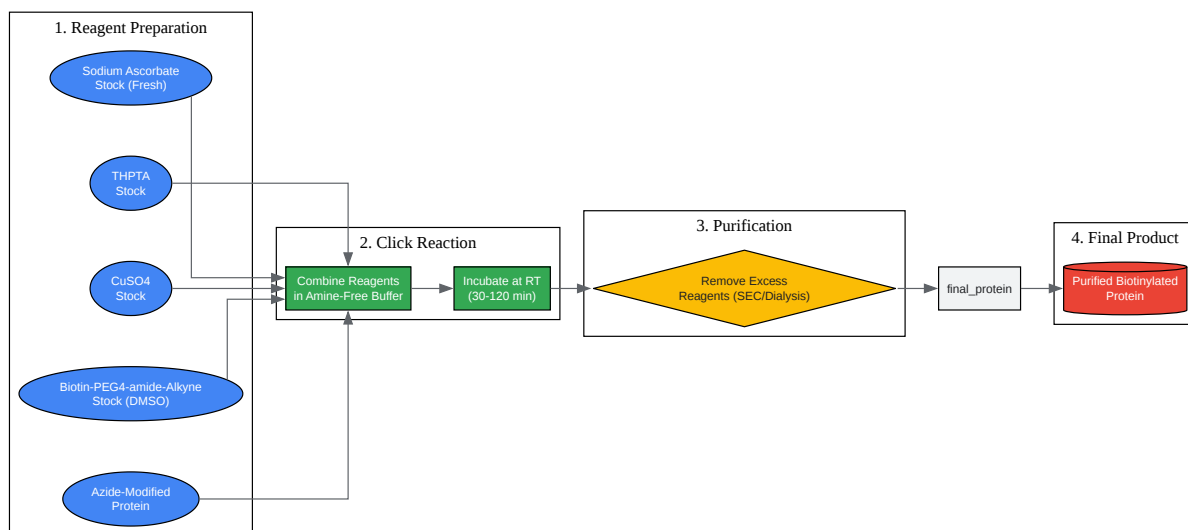 1. Reagent Preparation
Sodium Ascorbate
Stock (Fresh)
THPTA
Stock
CuSO4
Stock
Biotin-PEG4-amide-Alkyne
Stock (DMSO)
Azide-Modified
Protein
2. Click Reaction
Combine Reagents
in Amine-Free Buffer
Incubate at RT
(30-120 min)
3. Purification
Remove Excess
Reagents (SEC/Dialysis)
final_protein
4. Final Product
Purified Biotinylated
Protein